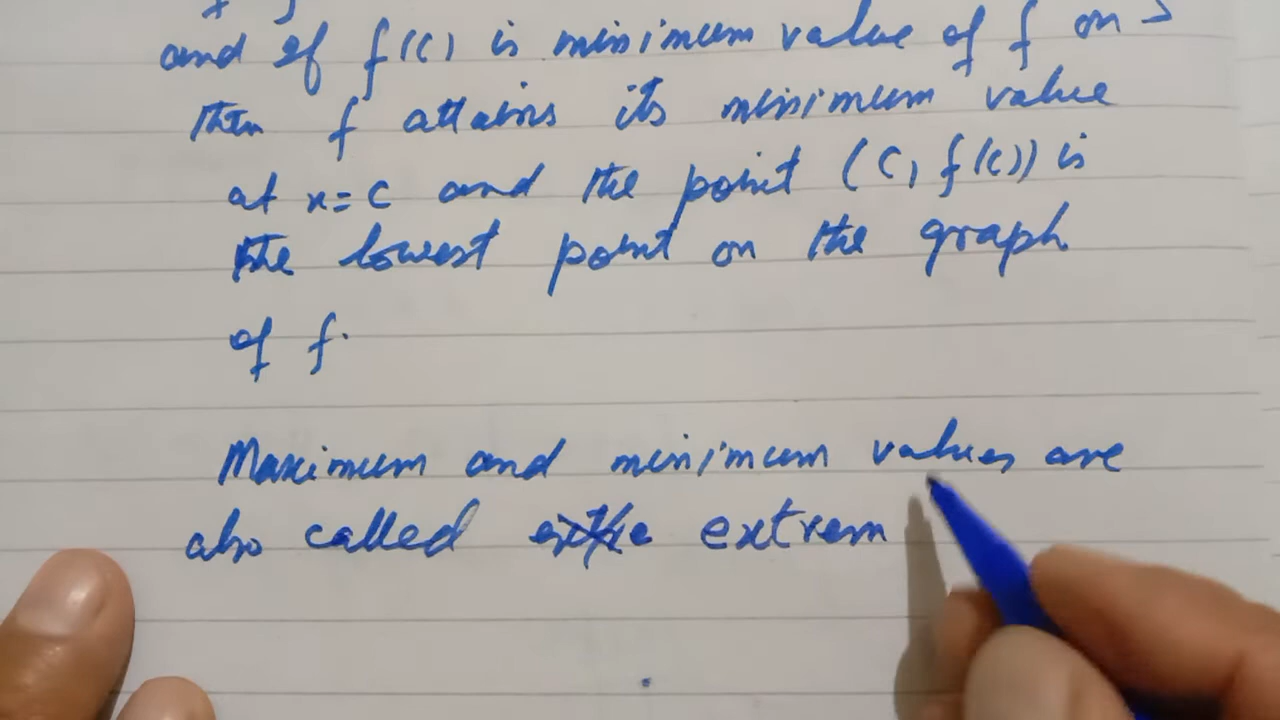 and if f(c) is minimum value of f on S
then f attains its minimum value
at x=c and the point (c, f(c)) is
the lowest point on the graph
of f.
Maximum and minimum values are
also called extrem